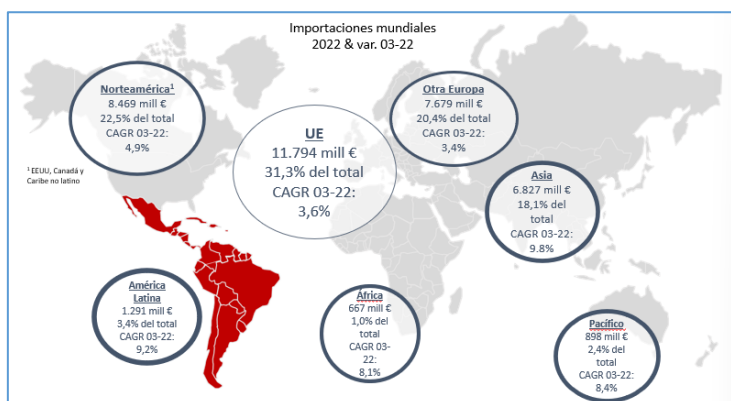 Importaciones mundiales
2022 & var. 03-22
Norteamérica¹
8.469 mill €
22,5% del total
CAGR 03-22:
4,9%
Otra Europa
7.679 mill €
20,4% del total
CAGR 03-22:
3,4%
UE
11.794 mill €
31,3% del total
CAGR 03-22:
3,6%
¹ EEUU, Canadá y
Caribe no latino
Asia
6.827 mill €
18,1% del
total
CAGR 03-22:
9.8%
América
Latina
1.291 mill €
3,4% del total
CAGR 03-22:
9,2%
África
667 mill €
1,0% del
total
CAGR 03-
22:
8,1%
Pacífico
898 mill €
2,4% del
total
CAGR 03-22:
8,4%